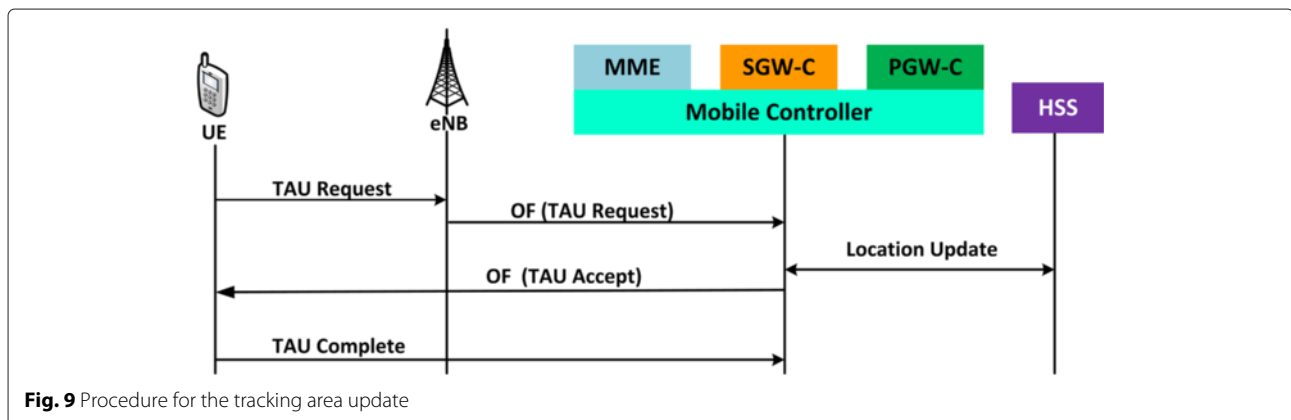 MME
SGW-C
PGW-C
Mobile Controller
HSS
UE
eNB
TAU Request
OF (TAU Request)
Location Update
OF (TAU Accept)
TAU Complete
Fig. 9 Procedure for the tracking area update